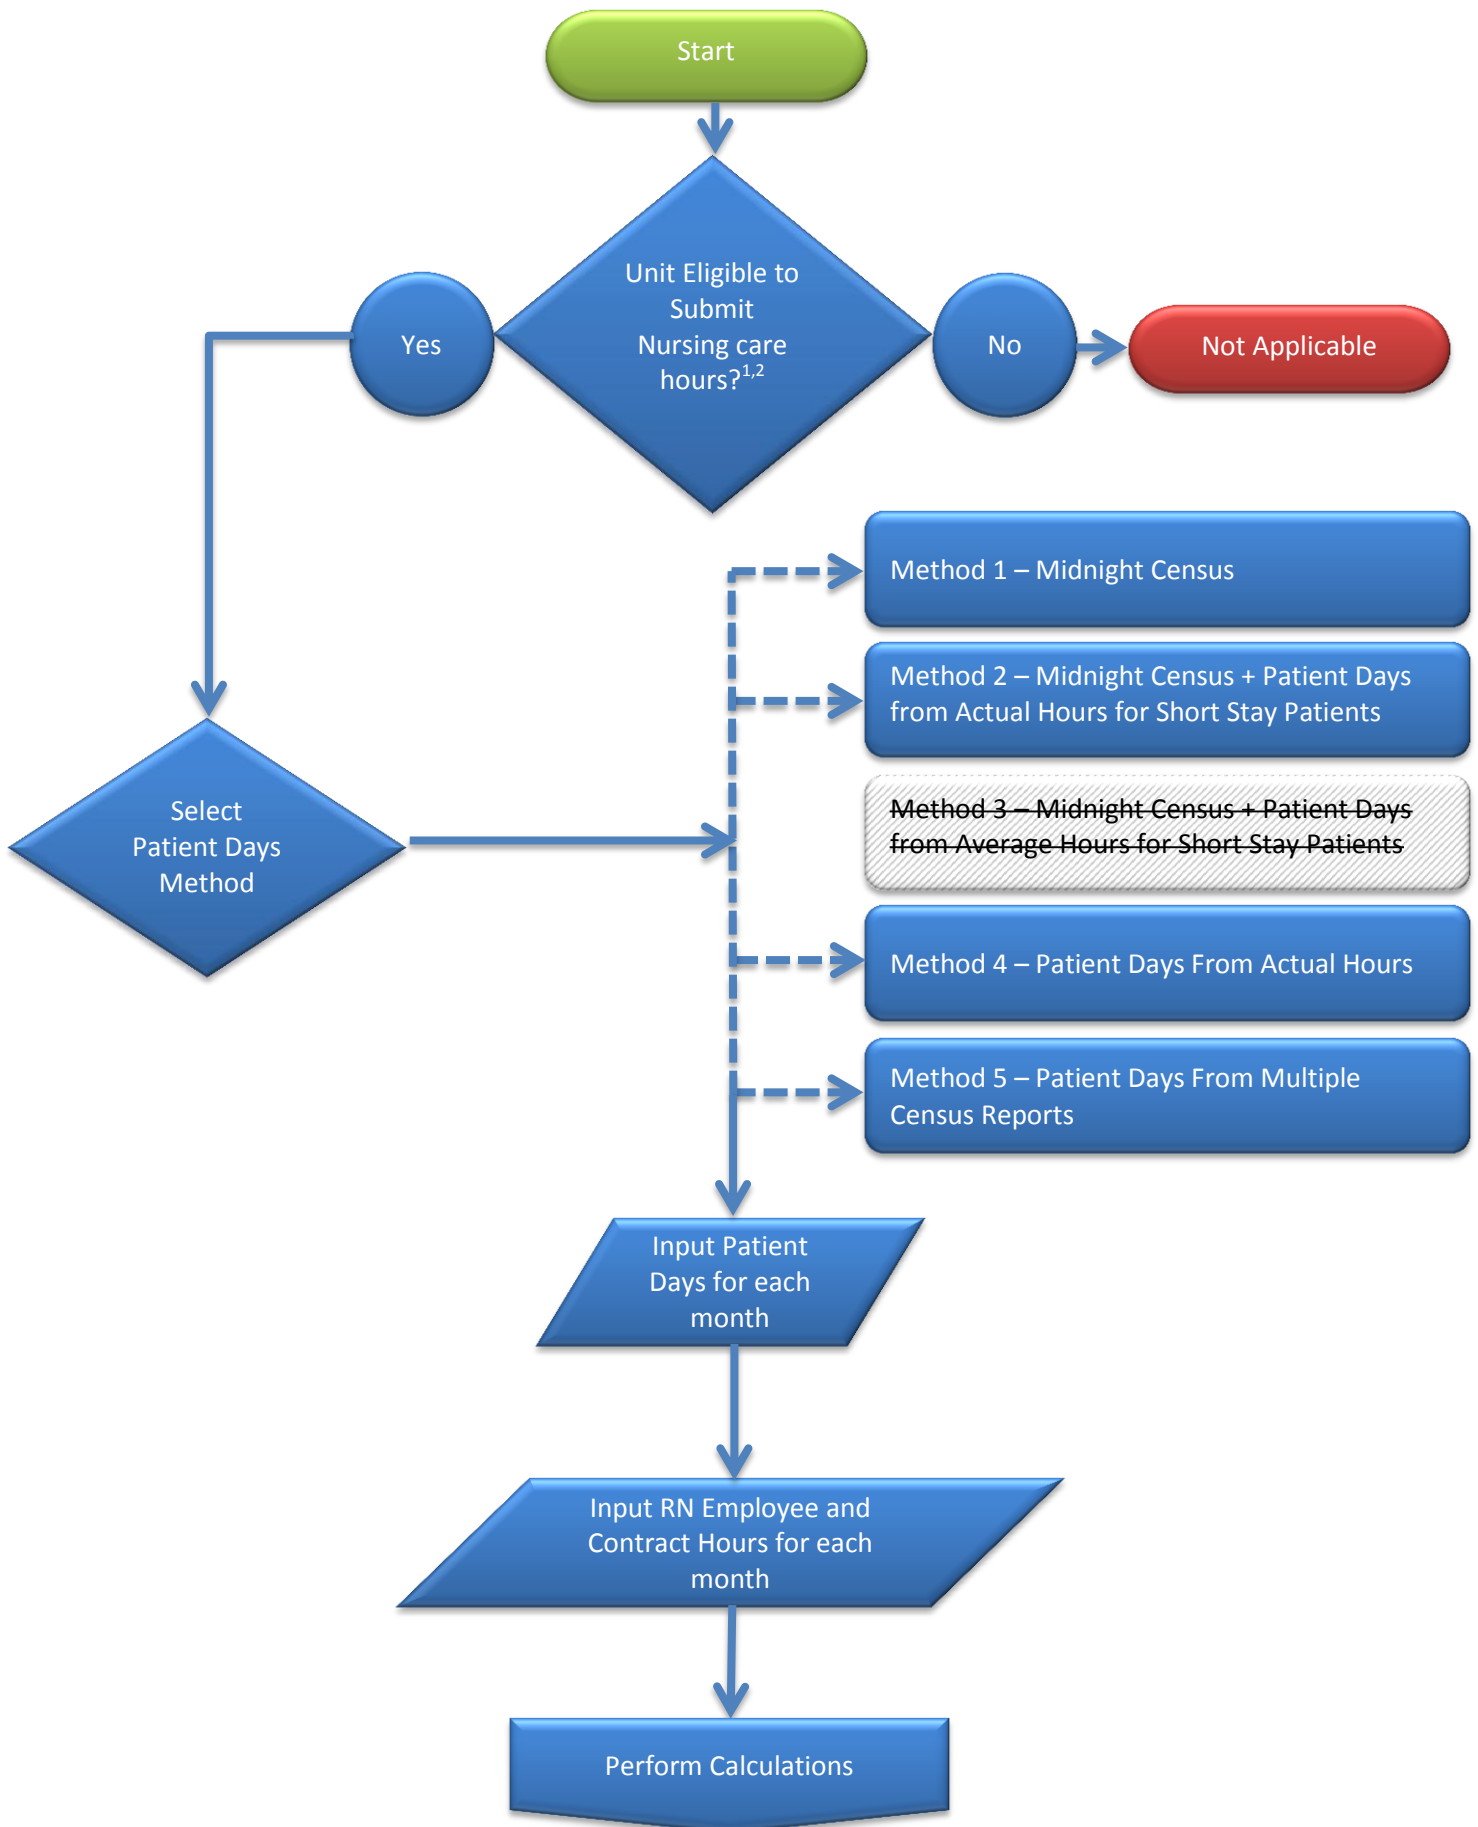 Start
Unit Eligible to
Submit
Nursing care
hours?1,2
Yes
No
Not Applicable
Method 1 – Midnight Census
Method 2 – Midnight Census + Patient Days
from Actual Hours for Short Stay Patients
Method 3 – Midnight Census + Patient Days
from Average Hours for Short Stay Patients
Select
Patient Days
Method
Method 4 – Patient Days From Actual Hours
Method 5 – Patient Days From Multiple
Census Reports
Input Patient
Days for each
month
Input RN Employee and
Contract Hours for each
month
Perform Calculations